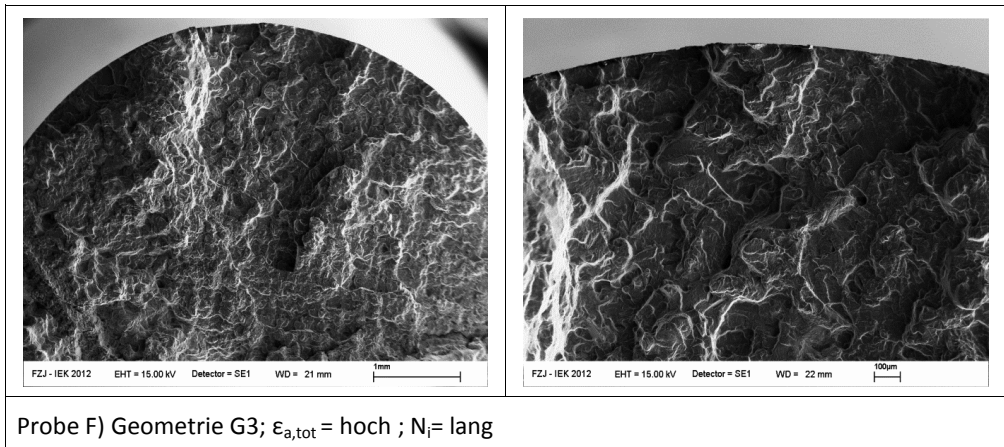 FZJ - IEK 2012 EHT = 15.00 kV Detector = SE1 WD = 21 mm 1mm
FZJ - IEK 2012 EHT = 15.00 kV Detector = SE1 WD = 22 mm 100µm
Probe F) Geometrie G3; εa,tot = hoch ; Ni= lang